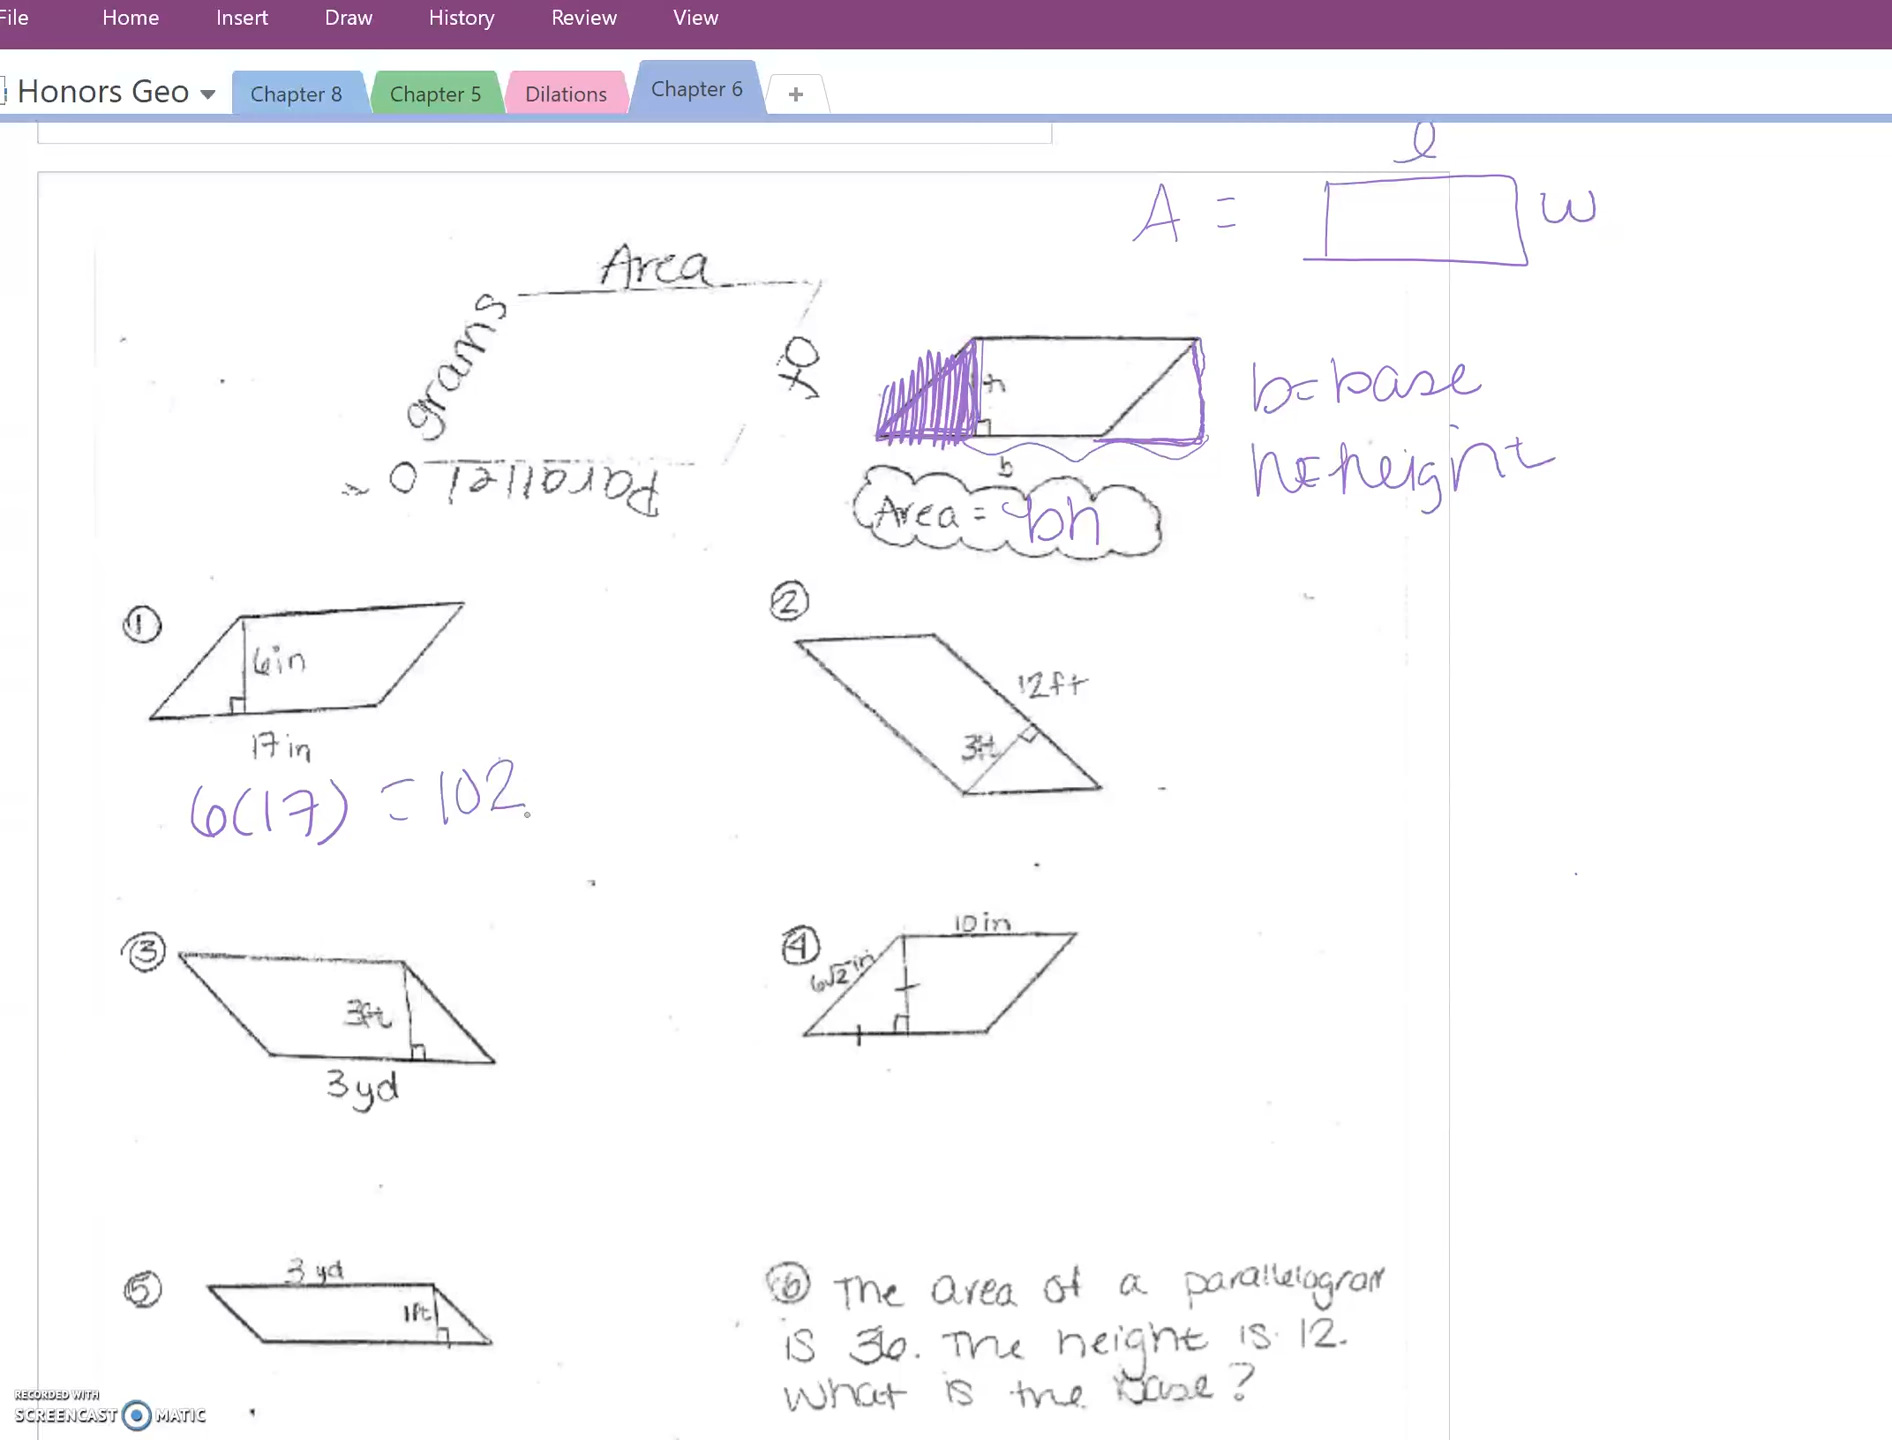 File Home Insert Draw History Review View
Honors Geo Chapter 8 Chapter 5 Dilations Chapter 6 +
l
A = w
Area
of
Parallelo
grams
h
b
b = base
h = height
Area = bh
① 6in
17in
6(17) = 102
② 12ft
3ft
③ 3ft
3yd
④ 10in
6√2 in
⑤ 3 yd
1ft
⑥ The area of a parallelogram
is 36. The height is 12.
What is the base?
RECORDED WITH
SCREENCAST MATIC